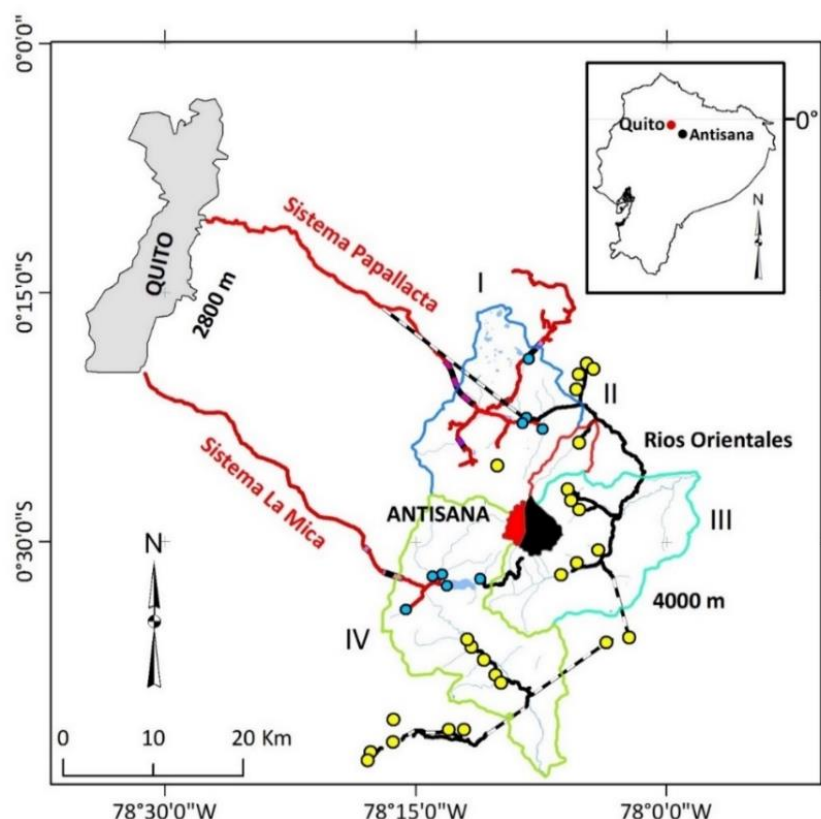 0°0'0"
0°15'0"S
0°30'0"S
QUITO
2800 m
Sistema Papallacta
Sistema La Mica
I
II
Rios Orientales
ANTISANA
III
4000 m
IV
N
0 10 20 Km
78°30'0"W 78°15'0"W 78°0'0"W
Quito
Antisana
0°
N